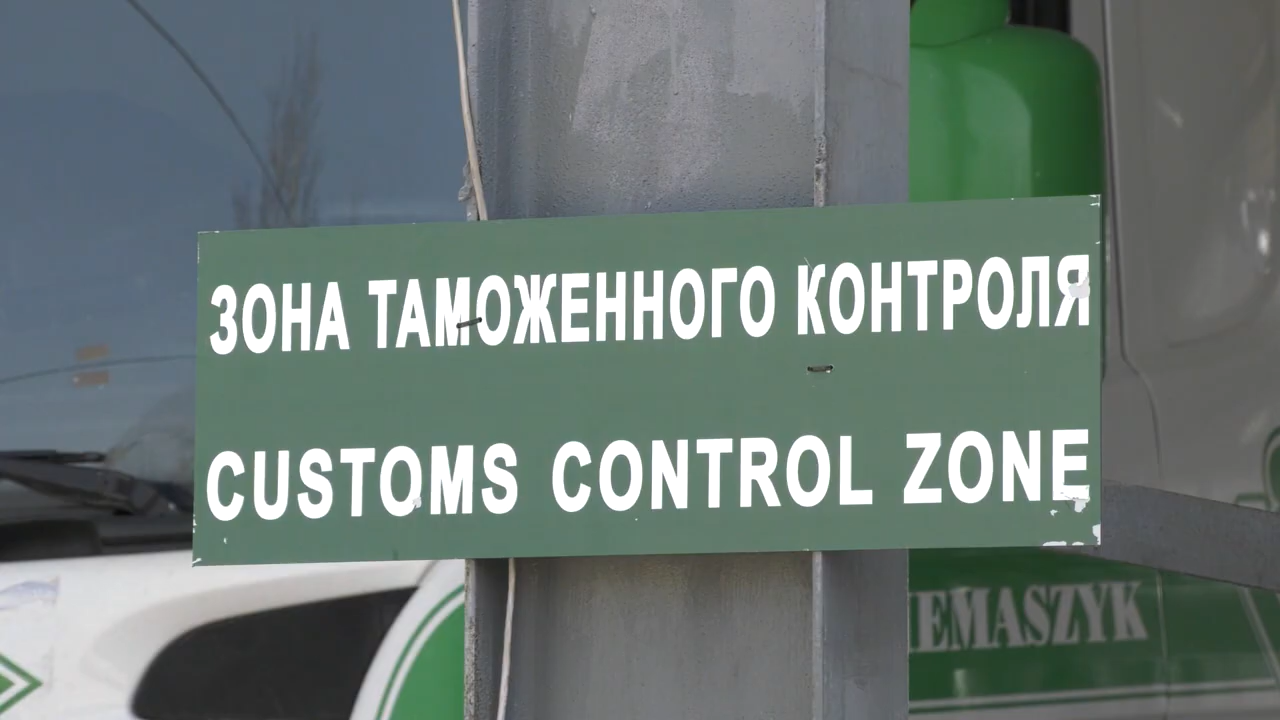 ЗОНА ТАМОЖЕННОГО КОНТРОЛЯ
CUSTOMS CONTROL ZONE